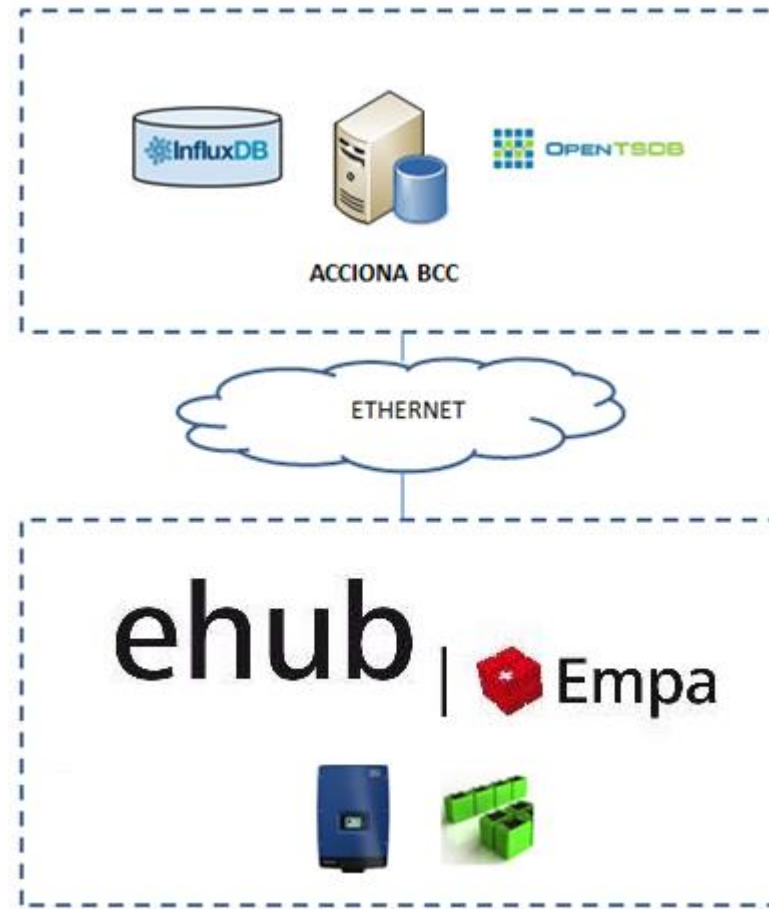 InfluxDB
OPENTSDB
ACCIONA BCC
ETHERNET
ehub
Empa